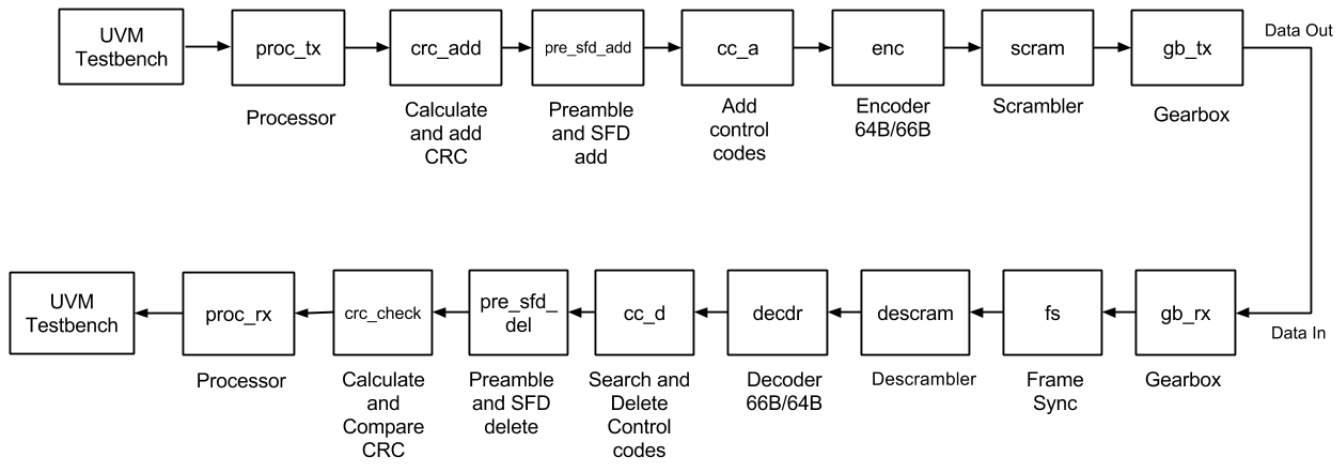 UVM
Testbench
proc_tx
crc_add
pre_sfd_add
cc_a
enc
scram
gb_tx
Data Out
Processor
Calculate
and add
CRC
Preamble
and SFD
add
Add
control
codes
Encoder
64B/66B
Scrambler
Gearbox
UVM
Testbench
proc_rx
crc_check
pre_sfd_
del
cc_d
decdr
descram
fs
gb_rx
Data In
Processor
Calculate
and
Compare
CRC
Preamble
and SFD
delete
Search and
Delete
Control
codes
Decoder
66B/64B
Descrambler
Frame
Sync
Gearbox